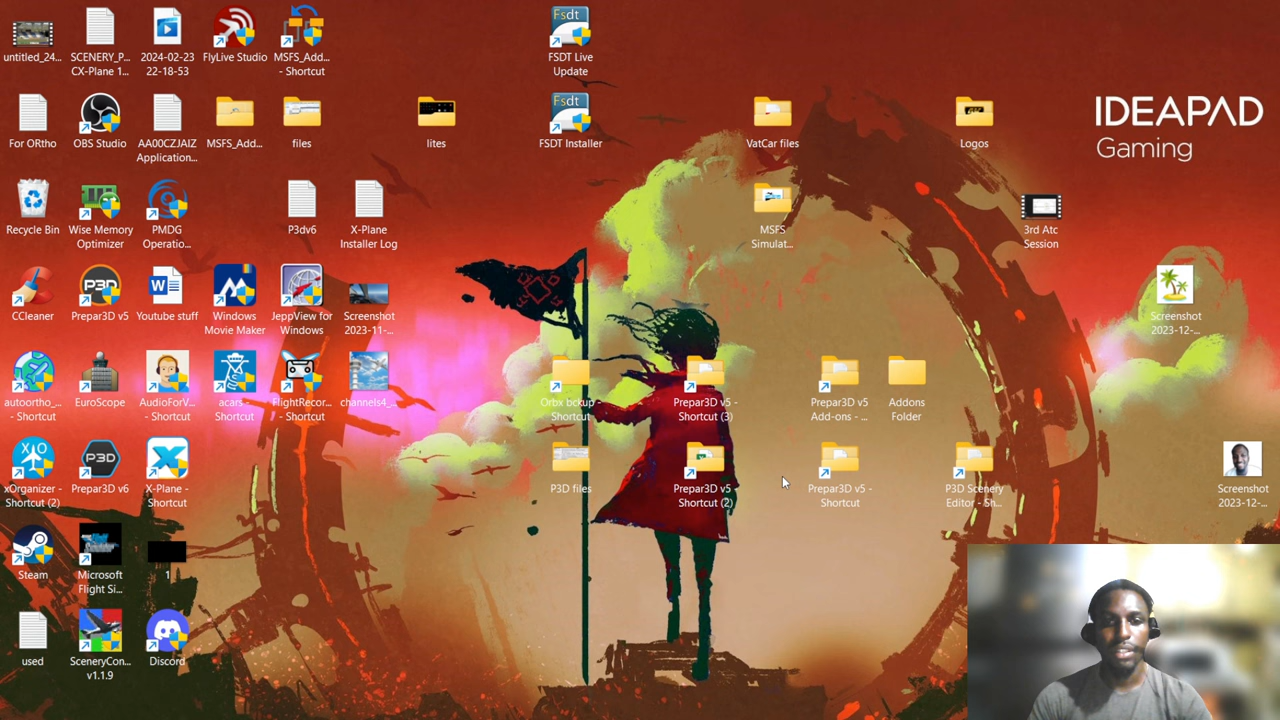 untitled_24...
SCENERY_P...
CX-Plane 1...
2024-02-23
22-18-53
FlyLive Studio
MSFS_Add...
- Shortcut
Fsdt
FSDT Live
Update
For ORtho
OBS Studio
AA00CZJAIZ
Application...
MSFS_Add...
files
lites
Fsdt
FSDT Installer
VatCar files
Logos
IDEAPAD
Gaming
Recycle Bin
Wise Memory
Optimizer
PMDG
Operatio...
P3dv6
X-Plane
Installer Log
MSFS
Simulat...
3rd Atc
Session
CCleaner
P3D
Prepar3D v5
W
Youtube stuff
Windows
Movie Maker
JeppView for
Windows
Screenshot
2023-11-...
Screenshot
2023-12-...
autoortho_...
- Shortcut
EuroScope
AudioForV...
- Shortcut
acars -
Shortcut
FlightRecor...
- Shortcut
channels4_...
Orbx bckup -
Shortcut
Prepar3D v5 -
Shortcut (3)
Prepar3D v5
Add-ons - ...
Addons
Folder
XO
xOrganizer -
Shortcut (2)
P3D
Prepar3D v6
X
X-Plane -
Shortcut
P3D files
Prepar3D v5 -
Shortcut (2)
Prepar3D v5 -
Shortcut
P3D Scenery
Editor - Sh...
Screenshot
2023-12-...
Steam
Microsoft
Flight Si...
1
used
SceneryCon...
v1.1.9
Discord